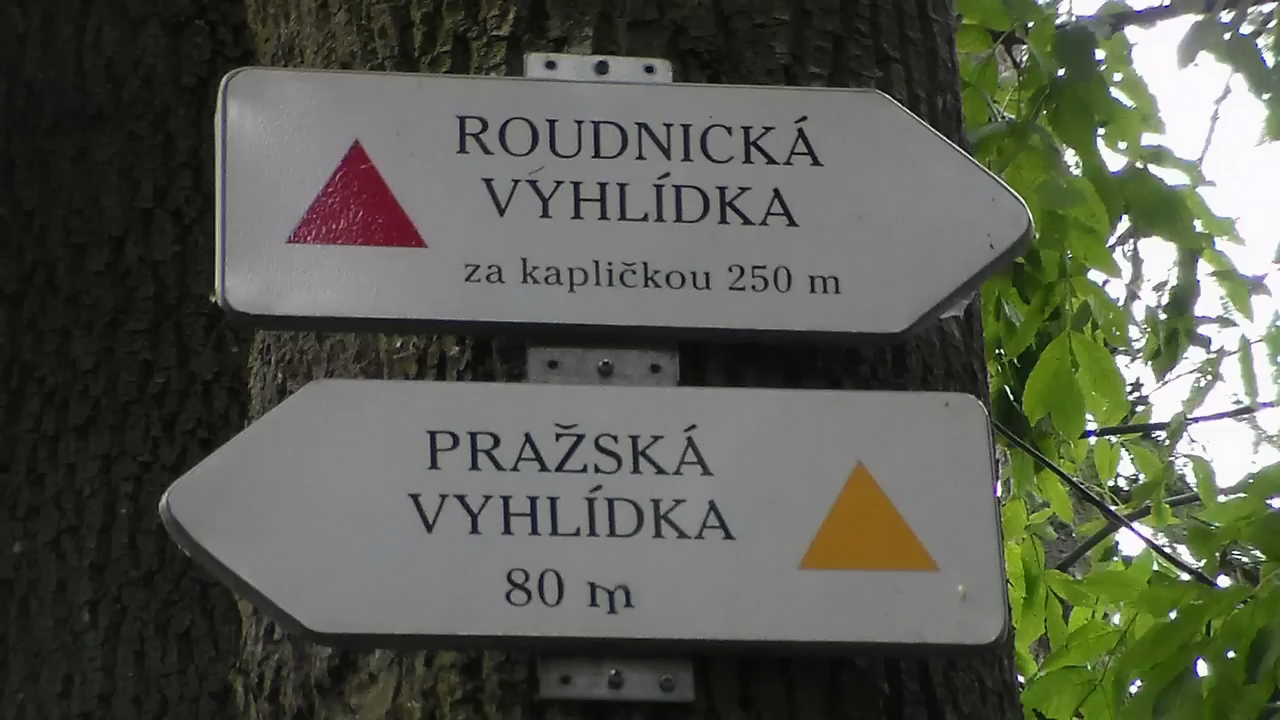 ROUDNICKÁ
VÝHLÍDKA
za kapličkou 250 m
PRAŽSKÁ
VYHLÍDKA
80 m